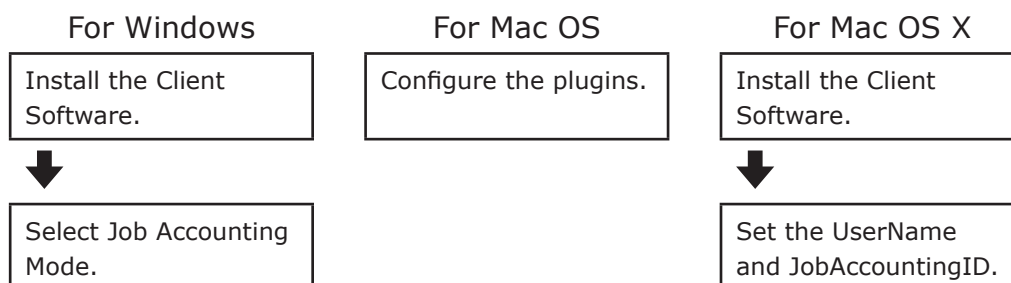 For Windows
Install the Client
Software.
Select Job Accounting
Mode.
For Mac OS
Configure the plugins.
For Mac OS X
Install the Client
Software.
Set the UserName
and JobAccountingID.